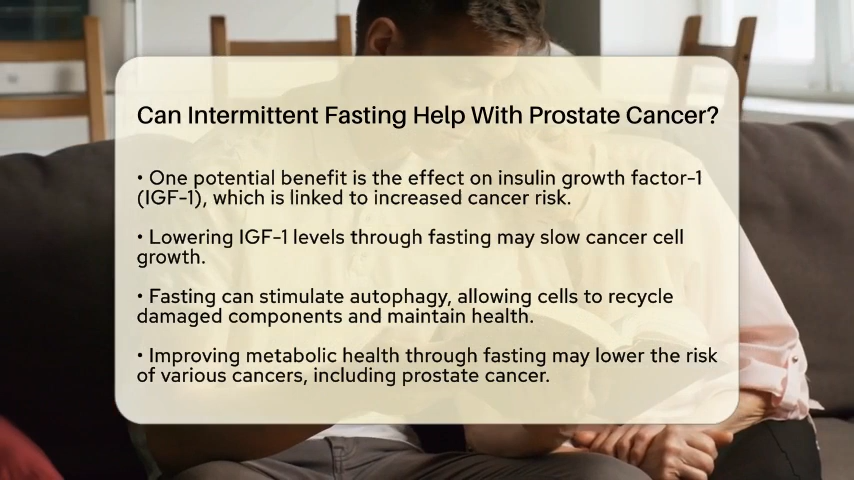 Can Intermittent Fasting Help With Prostate Cancer?
• One potential benefit is the effect on insulin growth factor-1
(IGF-1), which is linked to increased cancer risk.
• Lowering IGF-1 levels through fasting may slow cancer cell
growth.
• Fasting can stimulate autophagy, allowing cells to recycle
damaged components and maintain health.
• Improving metabolic health through fasting may lower the risk
of various cancers, including prostate cancer.